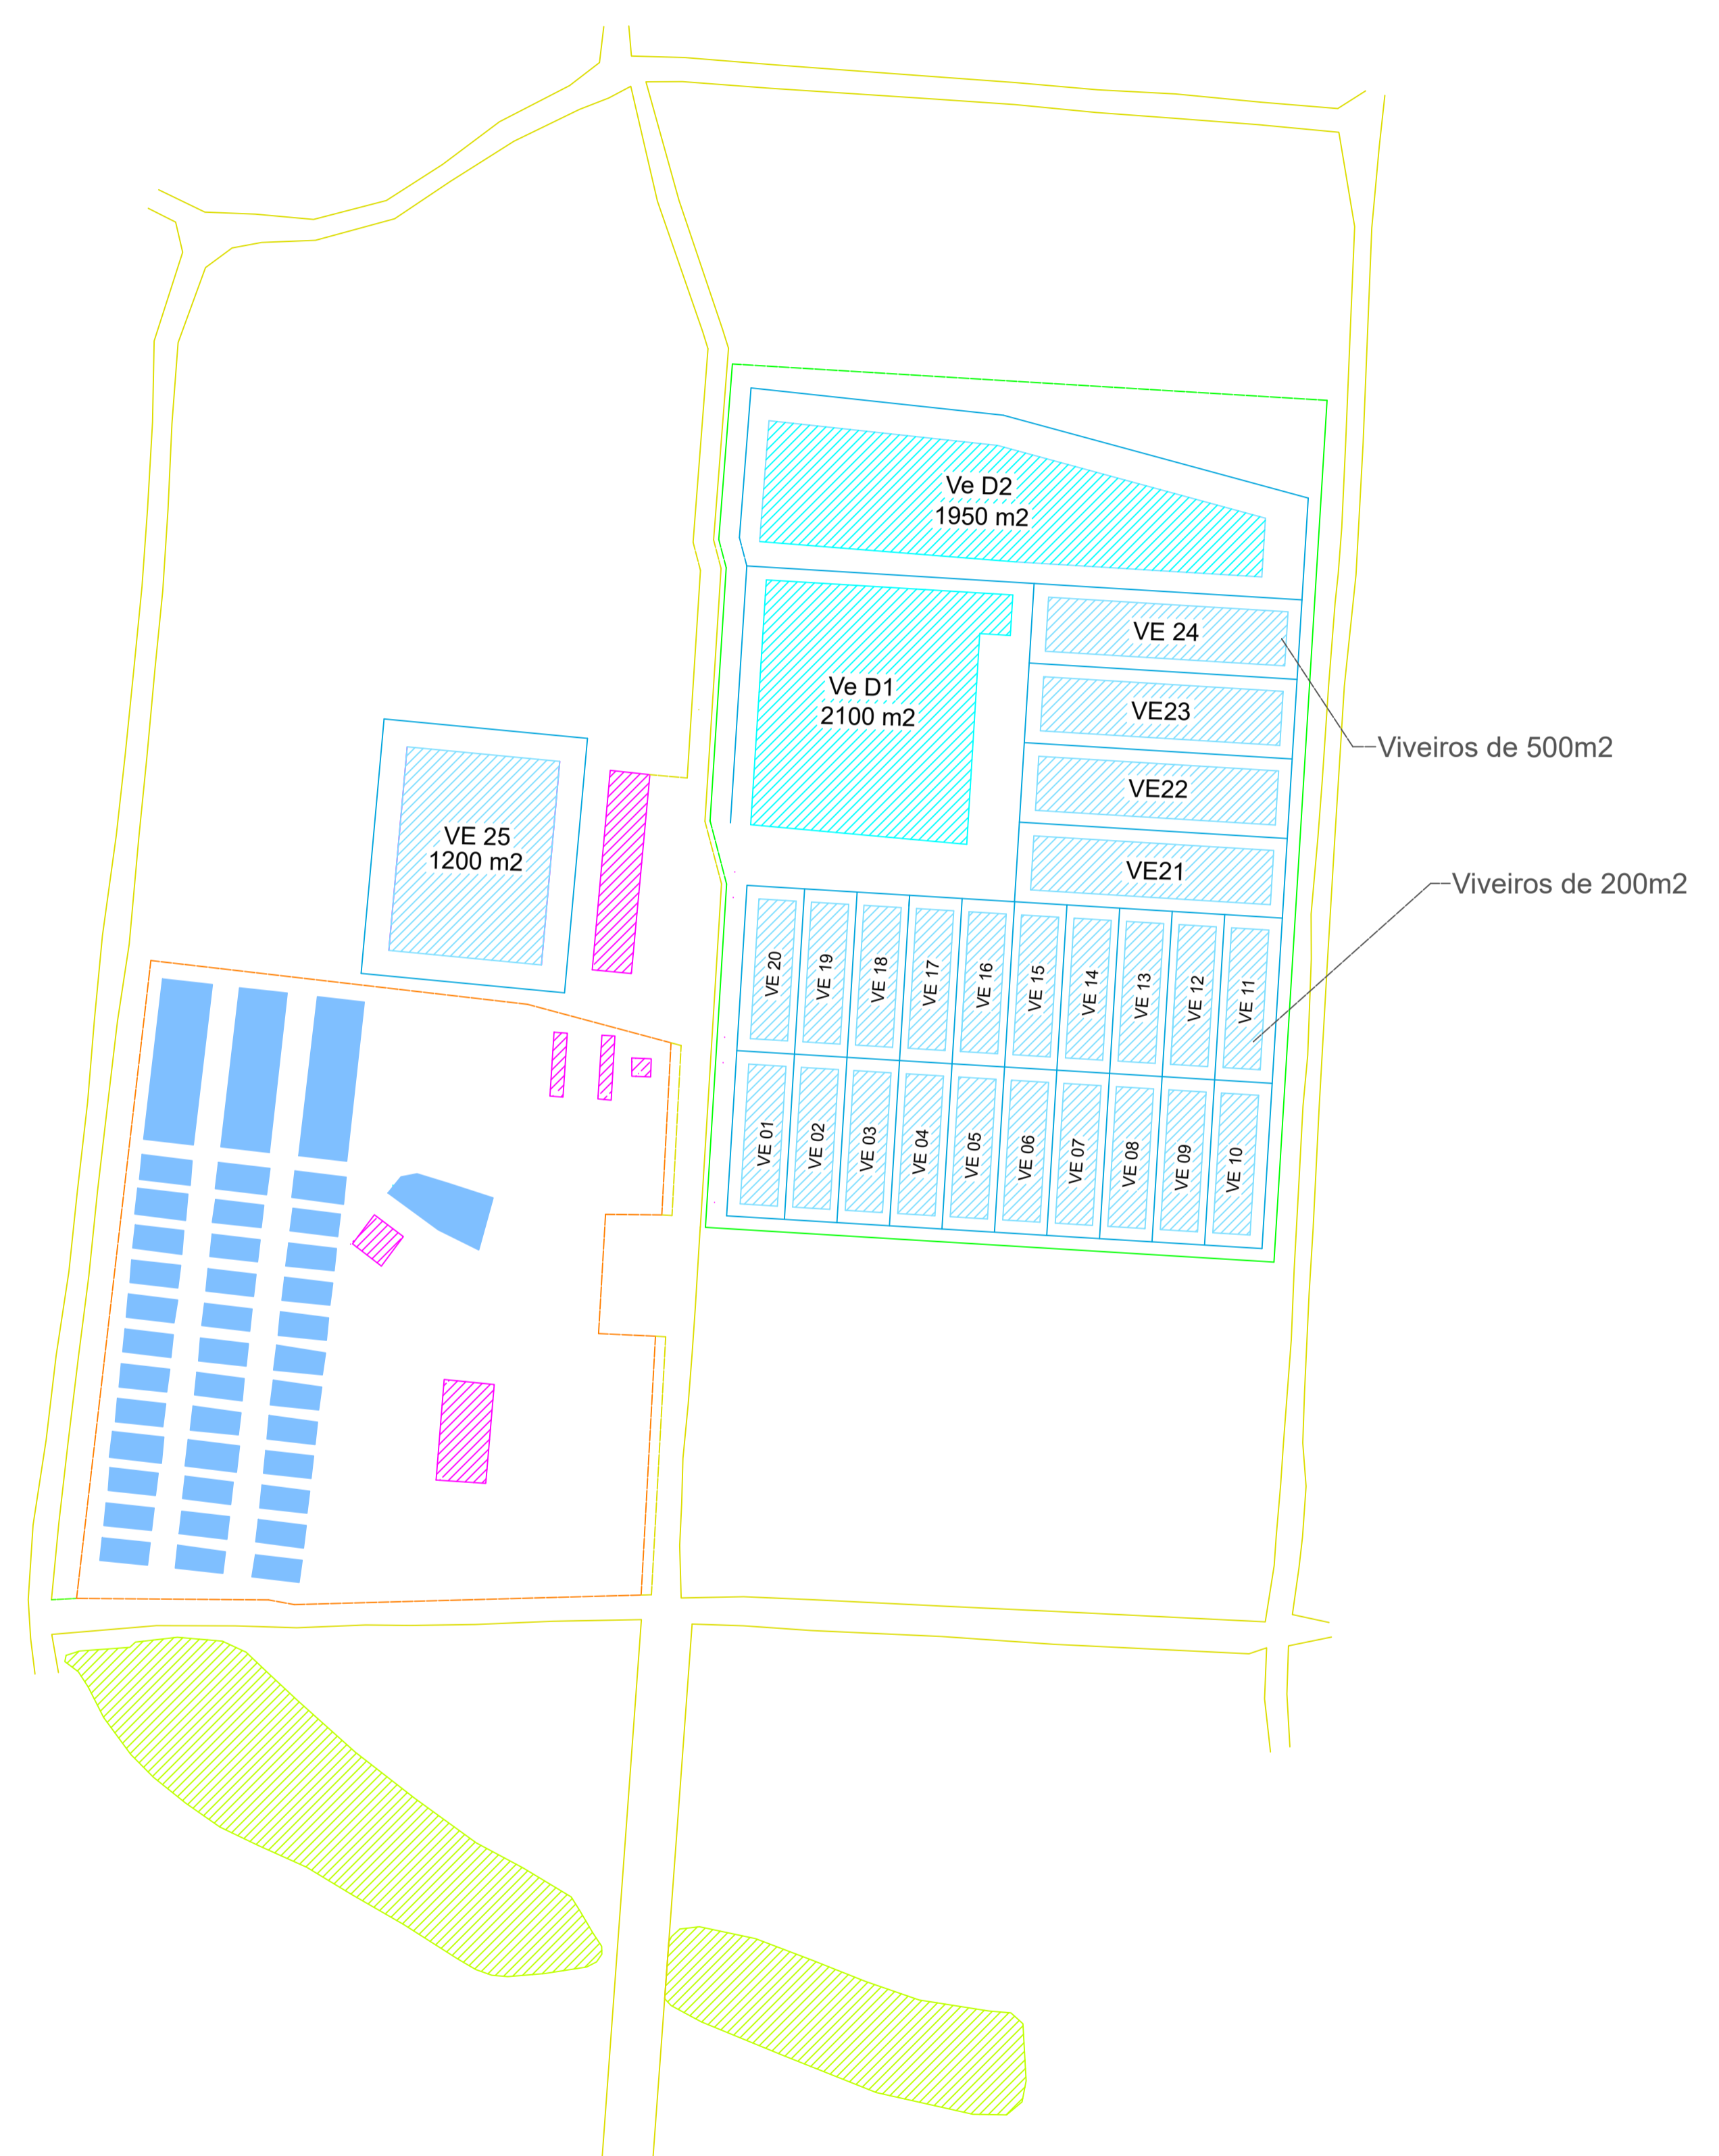 Ve D2
1950 m2
VE 24
Ve D1
2100 m2
VE23
Viveiros de 500m2
VE22
VE 25
1200 m2
VE21
Viveiros de 200m2
VE 20
VE 19
VE 18
VE 17
VE 16
VE 15
VE 14
VE 13
VE 12
VE 11
VE 01
VE 02
VE 03
VE 04
VE 05
VE 06
VE 07
VE 08
VE 09
VE 10